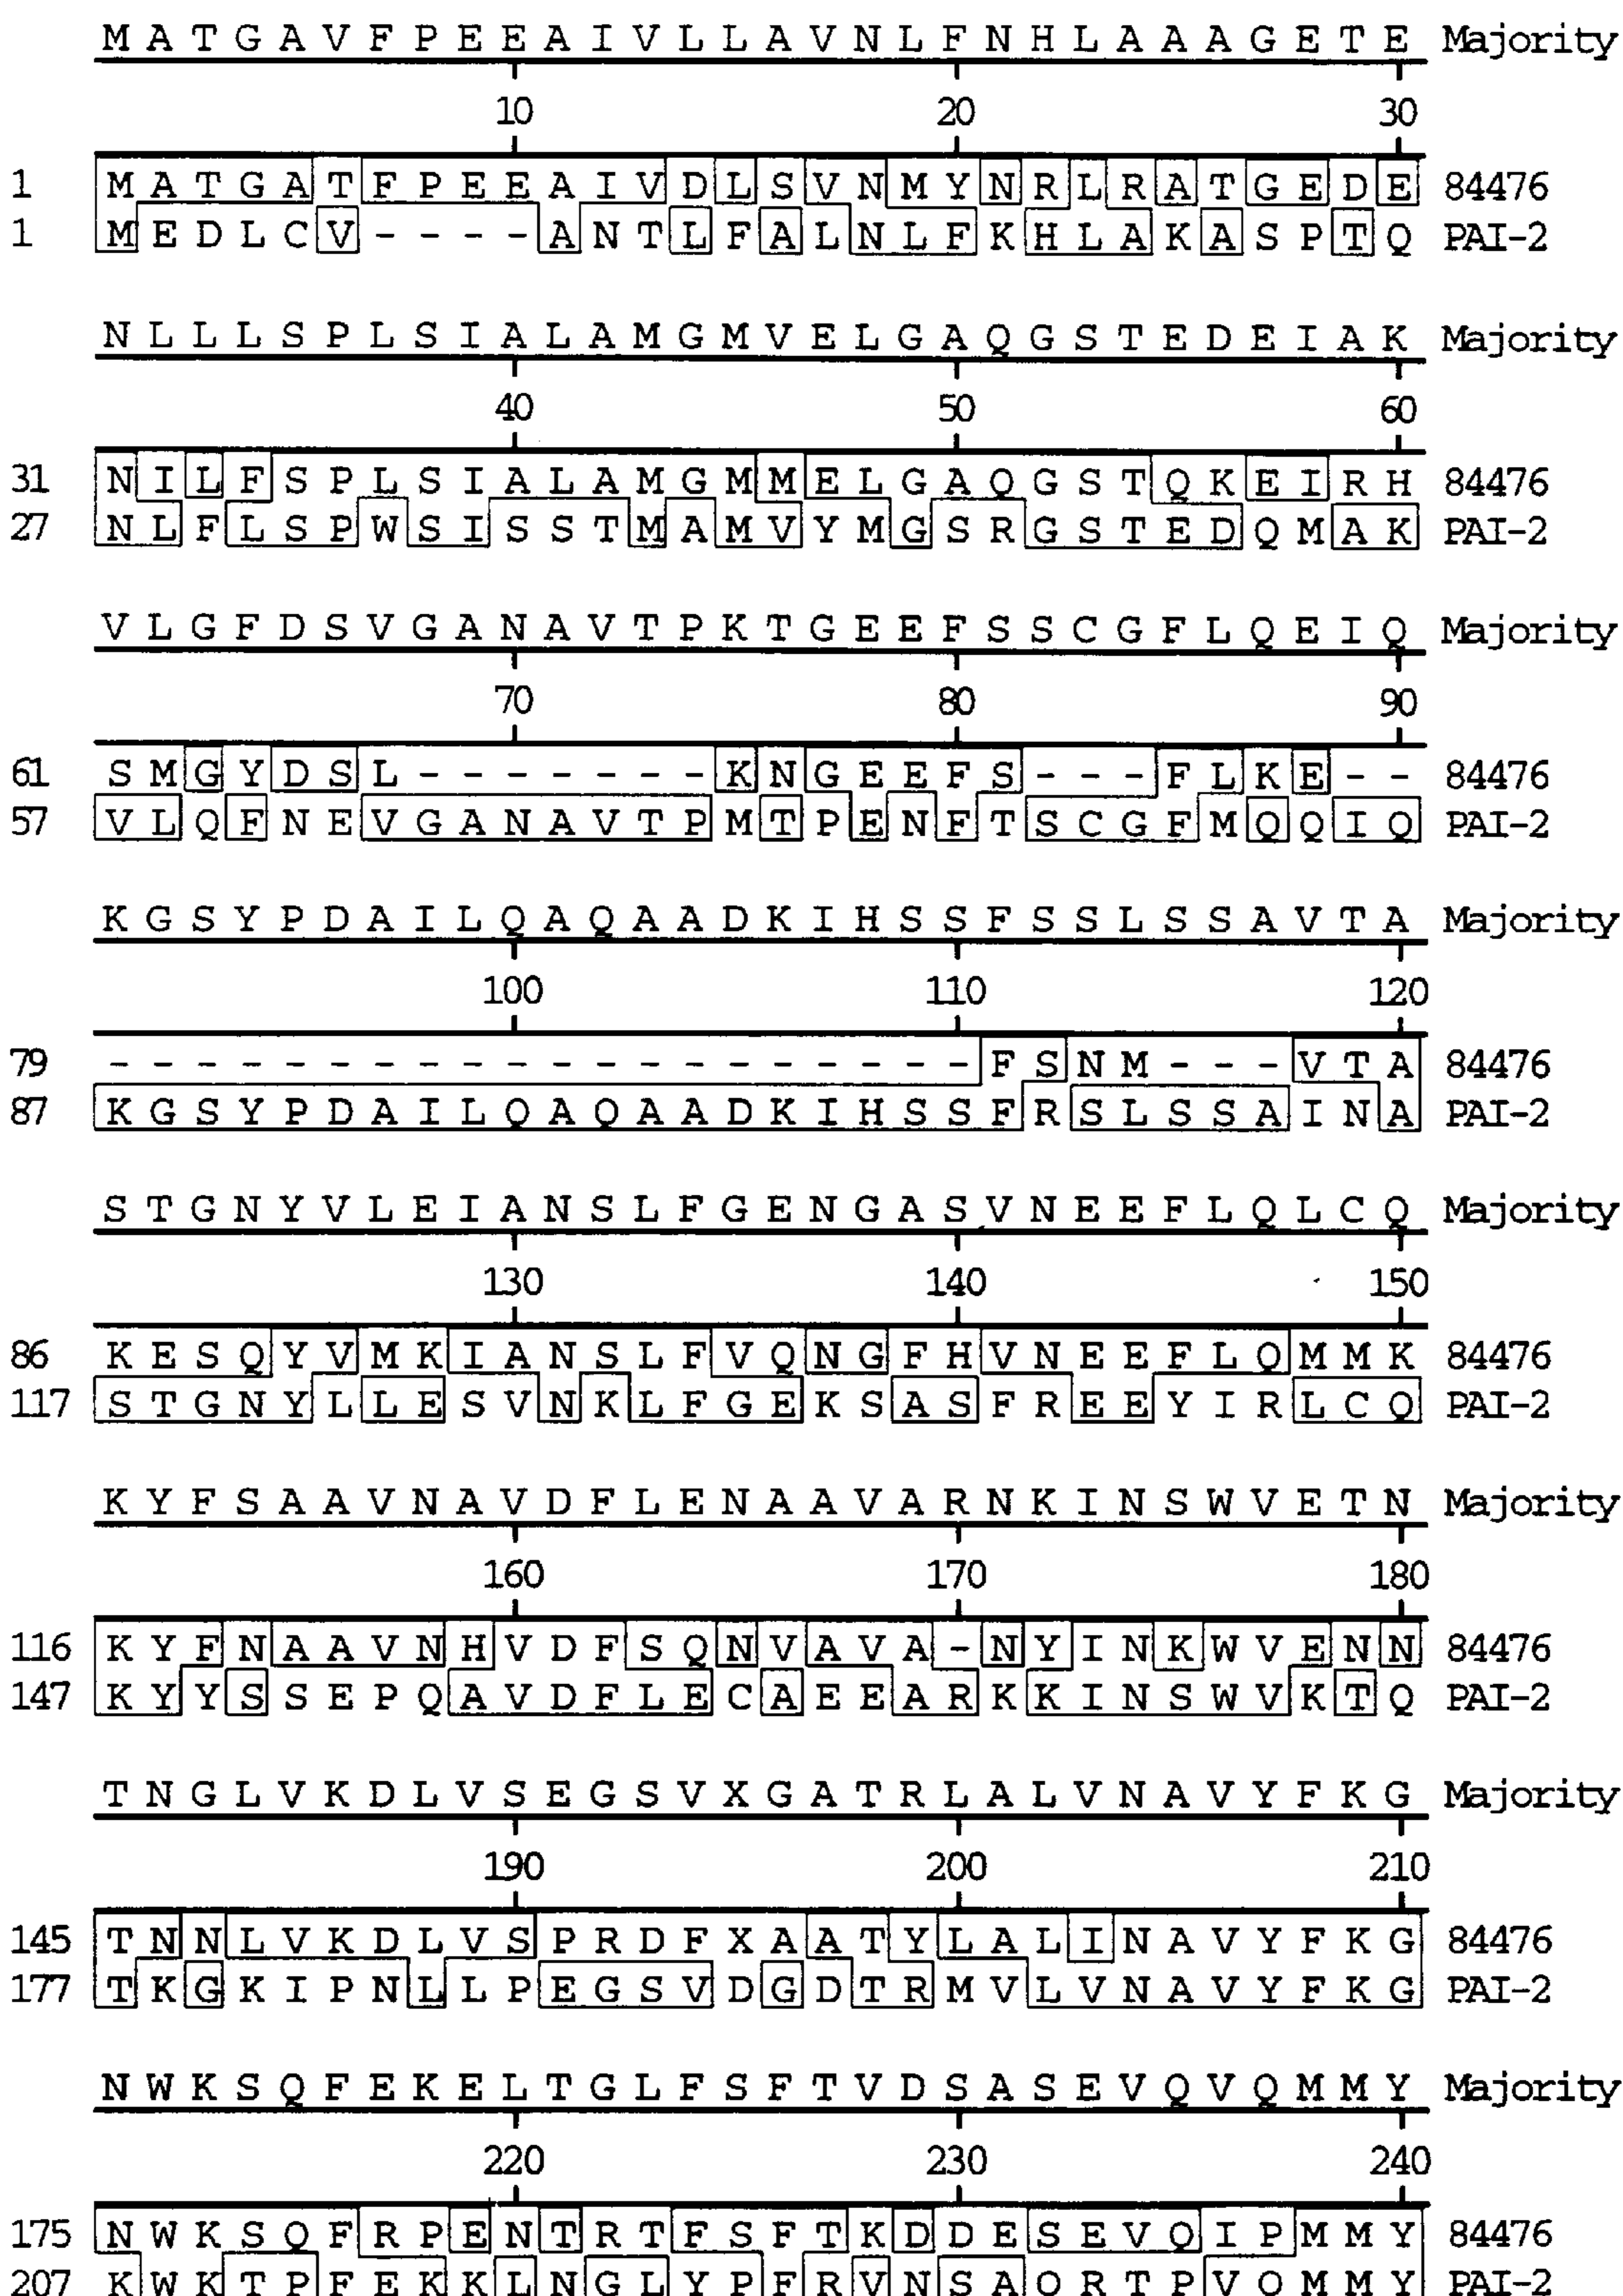 M A T G A V F P E E A I V L L A V N L F N H L A A A G E T E Majority
10 20 30
1 M A T G A T F P E E A I V D L S V N M Y N R L R A T G E D E 84476
1 M E D L C V - - - - A N T L F A L N L F K H L A K A S P T Q PAI-2
N L L L S P L S I A L A M G M V E L G A Q G S T E D E I A K Majority
40 50 60
31 N I L F S P L S I A L A M G M M E L G A Q G S T Q K E I R H 84476
27 N L F L S P W S I S S T M A M V Y M G S R G S T E D Q M A K PAI-2
V L G F D S V G A N A V T P K T G E E F S S C G F L Q E I Q Majority
70 80 90
61 S M G Y D S L - - - - - - - K N G E E F S - - - F L K E - - 84476
57 V L Q F N E V G A N A V T P M T P E N F T S C G F M Q Q I Q PAI-2
K G S Y P D A I L Q A Q A A D K I H S S F S S L S S A V T A Majority
100 110 120
79 - - - - - - - - - - - - - - - - - - - - F S N M - - - V T A 84476
87 K G S Y P D A I L Q A Q A A D K I H S S F R S L S S A I N A PAI-2
S T G N Y V L E I A N S L F G E N G A S V N E E F L Q L C Q Majority
130 140 150
86 K E S Q Y V M K I A N S L F V Q N G F H V N E E F L Q M M K 84476
117 S T G N Y L L E S V N K L F G E K S A S F R E E Y I R L C Q PAI-2
K Y F S A A V N A V D F L E N A A V A R N K I N S W V E T N Majority
160 170 180
116 K Y F N A A V N H V D F S Q N V A V A - N Y I N K W V E N N 84476
147 K Y Y S S E P Q A V D F L E C A E E A R K K I N S W V K T Q PAI-2
T N G L V K D L V S E G S V X G A T R L A L V N A V Y F K G Majority
190 200 210
145 T N N L V K D L V S P R D F X A A T Y L A L I N A V Y F K G 84476
177 T K G K I P N L L P E G S V D G D T R M V L V N A V Y F K G PAI-2
N W K S Q F E K E L T G L F S F T V D S A S E V Q V Q M M Y Majority
220 230 240
175 N W K S Q F R P E N T R T F S F T K D D E S E V Q I P M M Y 84476
207 K W K T P F E K K L N G L Y P F R V N S A Q R T P V Q M M Y PAI-2